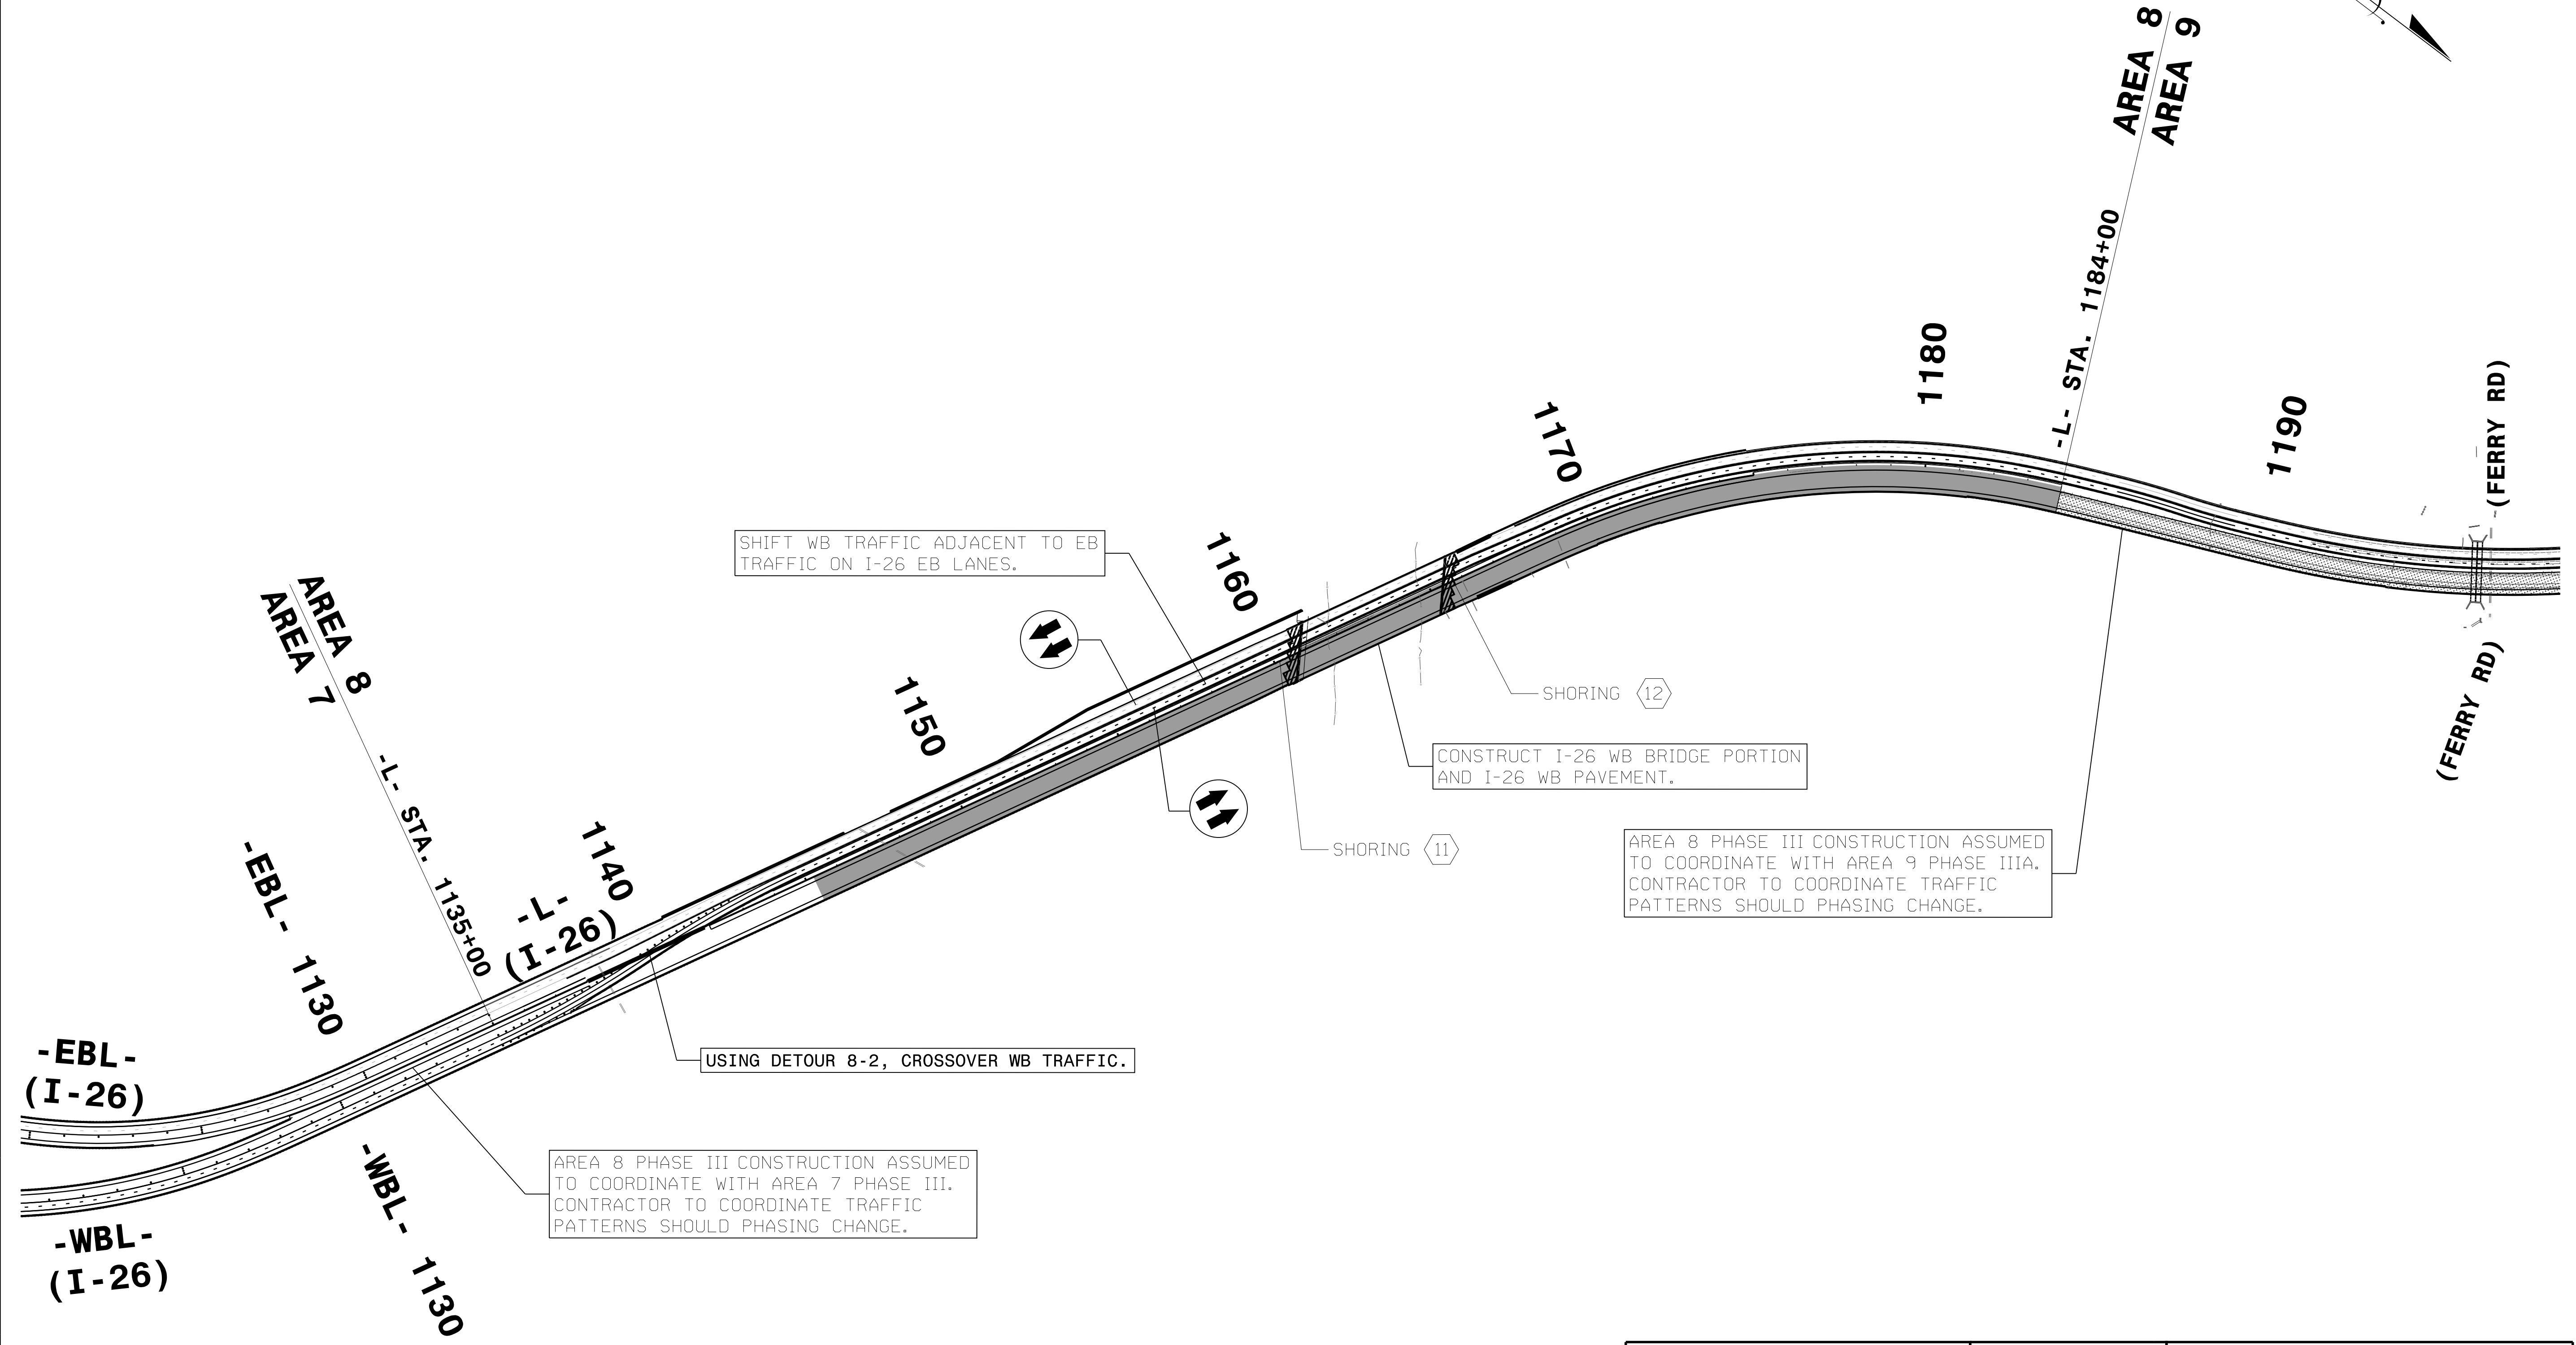 AREA 8
AREA 9
-L- STA. 1184+00
1180
1190
(FERRY RD)
(FERRY RD)
1170
1160
SHIFT WB TRAFFIC ADJACENT TO EB
TRAFFIC ON I-26 EB LANES.
AREA 8
AREA 7
-L- STA. 1135+00
1150
SHORING 12
CONSTRUCT I-26 WB BRIDGE PORTION
AND I-26 WB PAVEMENT.
SHORING 11
AREA 8 PHASE III CONSTRUCTION ASSUMED
TO COORDINATE WITH AREA 9 PHASE IIIA.
CONTRACTOR TO COORDINATE TRAFFIC
PATTERNS SHOULD PHASING CHANGE.
1140
-L-
(I-26)
-EBL- 1130
-EBL-
(I-26)
USING DETOUR 8-2, CROSSOVER WB TRAFFIC.
AREA 8 PHASE III CONSTRUCTION ASSUMED
TO COORDINATE WITH AREA 7 PHASE III.
CONTRACTOR TO COORDINATE TRAFFIC
PATTERNS SHOULD PHASING CHANGE.
-WBL-
(I-26)
-WBL- 1130